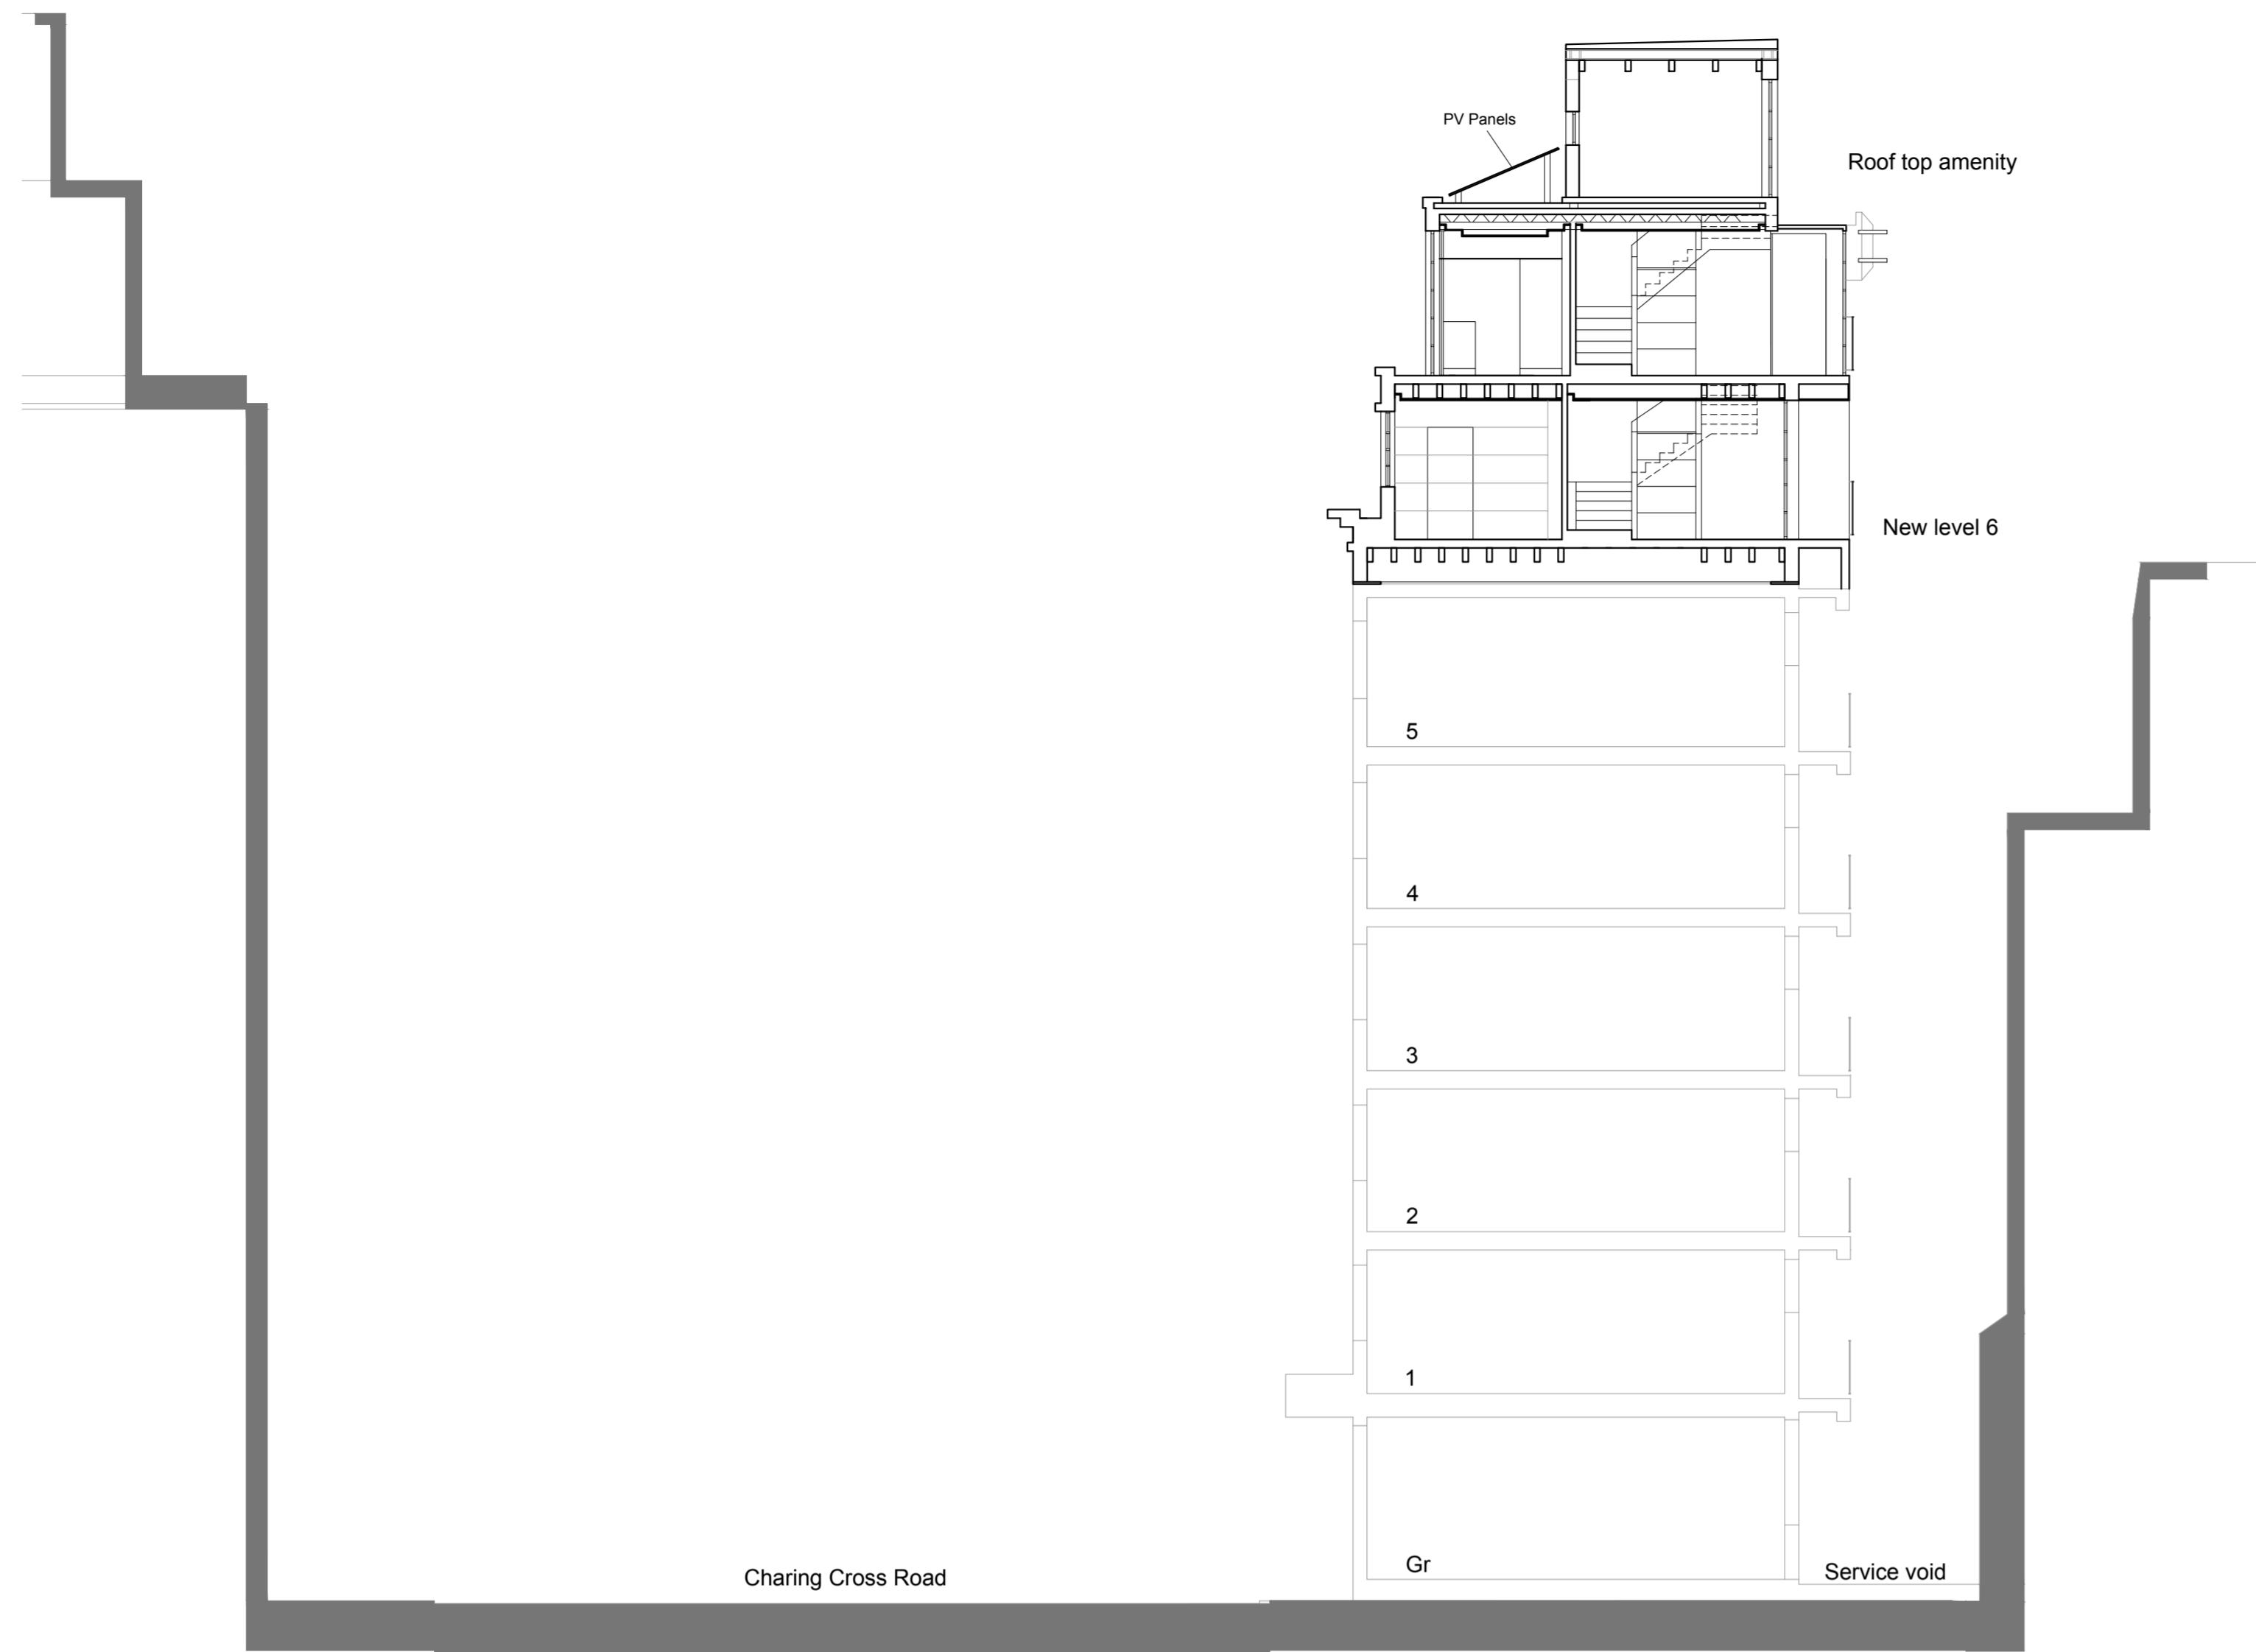 PV Panels
Roof top amenity
New level 6
5
4
3
2
1
Gr
Charing Cross Road
Service void